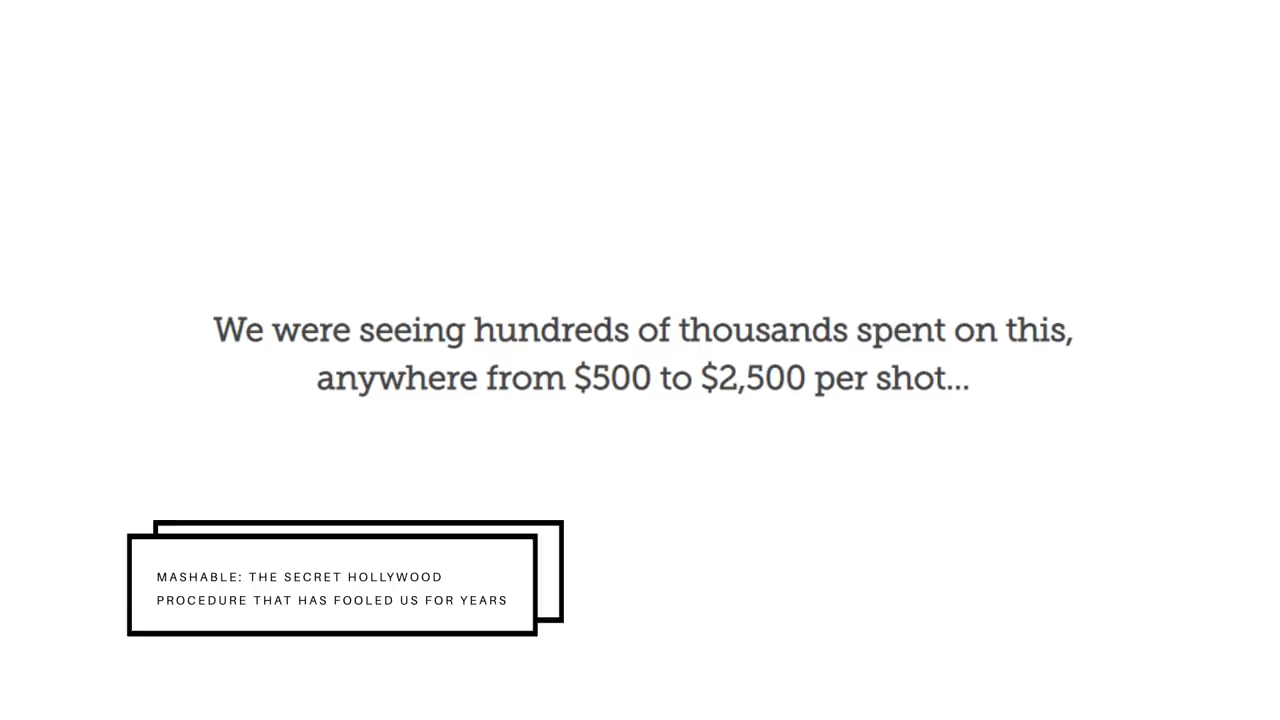 We were seeing hundreds of thousands spent on this,
anywhere from $500 to $2,500 per shot...
MASHABLE: THE SECRET HOLLYWOOD
PROCEDURE THAT HAS FOOLED US FOR YEARS